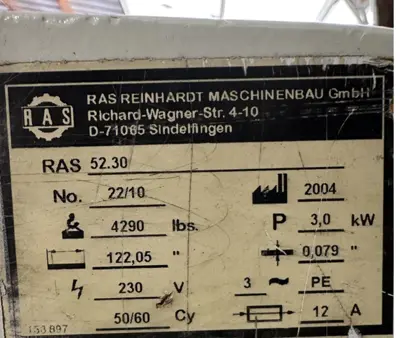 RAS
RAS REINHARDT MASCHINENBAU GmbH
Richard-Wagner-Str. 4-10
D-71065 Sindelfingen
RAS 52.30
No. 22/10 2004
4290 lbs. P 3,0 kW
122,05 " 0,079 "
230 V 3 ~ PE
50/60 Cy 12 A
153 897